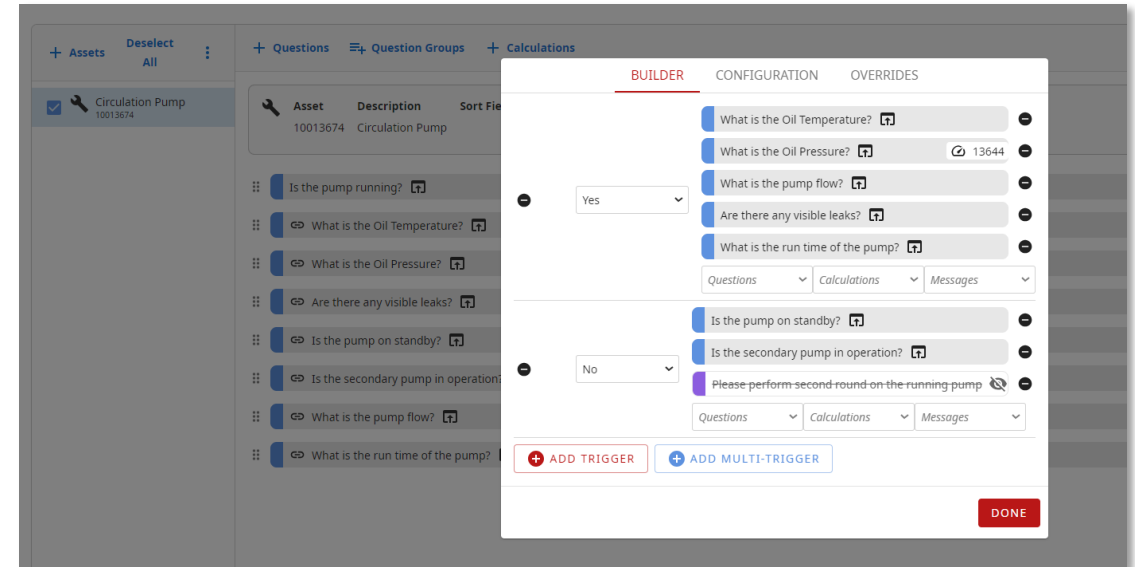 + Assets
Deselect All
+ Questions
Question Groups
+ Calculations
Circulation Pump
10013674
Asset Description Sort Fie
10013674 Circulation Pump
Is the pump running?
What is the Oil Temperature?
What is the Oil Pressure?
Are there any visible leaks?
Is the pump on standby?
Is the secondary pump in operation?
What is the pump flow?
What is the run time of the pump?
BUILDER CONFIGURATION OVERRIDES
Yes
What is the Oil Temperature?
What is the Oil Pressure? 13644
What is the pump flow?
Are there any visible leaks?
What is the run time of the pump?
Questions Calculations Messages
No
Is the pump on standby?
Is the secondary pump in operation?
Please perform second round on the running pump
Questions Calculations Messages
ADD TRIGGER ADD MULTI-TRIGGER
DONE